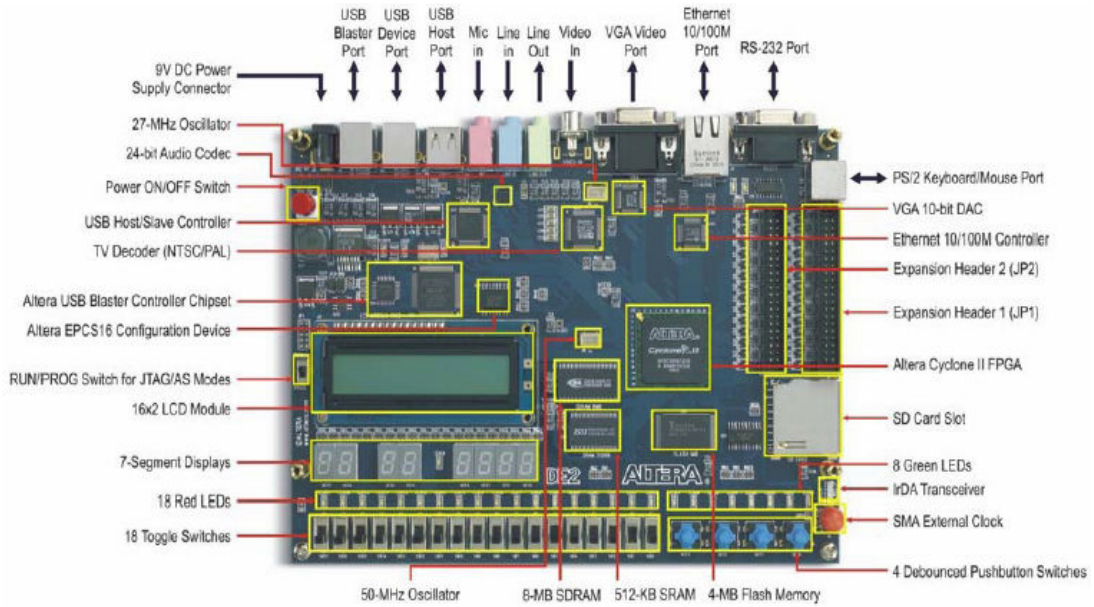 USB Blaster Port
USB Device Port
USB Host Port
Mic in
Line in
Line Out
Video In
VGA Video Port
Ethernet 10/100M Port
RS-232 Port
9V DC Power Supply Connector
27-MHz Oscillator
24-bit Audio Codec
Power ON/OFF Switch
USB Host/Slave Controller
TV Decoder (NTSC/PAL)
Altera USB Blaster Controller Chipset
Altera EPCS16 Configuration Device
RUN/PROG Switch for JTAG/AS Modes
16x2 LCD Module
7-Segment Displays
18 Red LEDs
18 Toggle Switches
PS/2 Keyboard/Mouse Port
VGA 10-bit DAC
Ethernet 10/100M Controller
Expansion Header 2 (JP2)
Expansion Header 1 (JP1)
Altera Cyclone II FPGA
SD Card Slot
8 Green LEDs
IrDA Transceiver
SMA External Clock
4 Debounced Pushbutton Switches
50-MHz Oscillator
8-MB SDRAM
512-KB SRAM
4-MB Flash Memory
ALTERA
Cyclone II
DE2
ALTERA